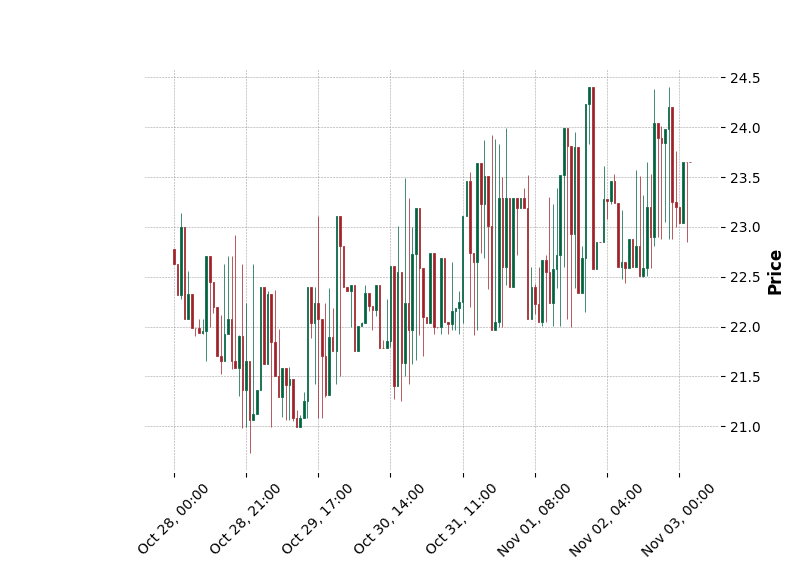 24.5
24.0
23.5
23.0
22.5
22.0
21.5
21.0
Price
Oct 28, 00:00
Oct 28, 21:00
Oct 29, 17:00
Oct 30, 14:00
Oct 31, 11:00
Nov 01, 08:00
Nov 02, 04:00
Nov 03, 00:00